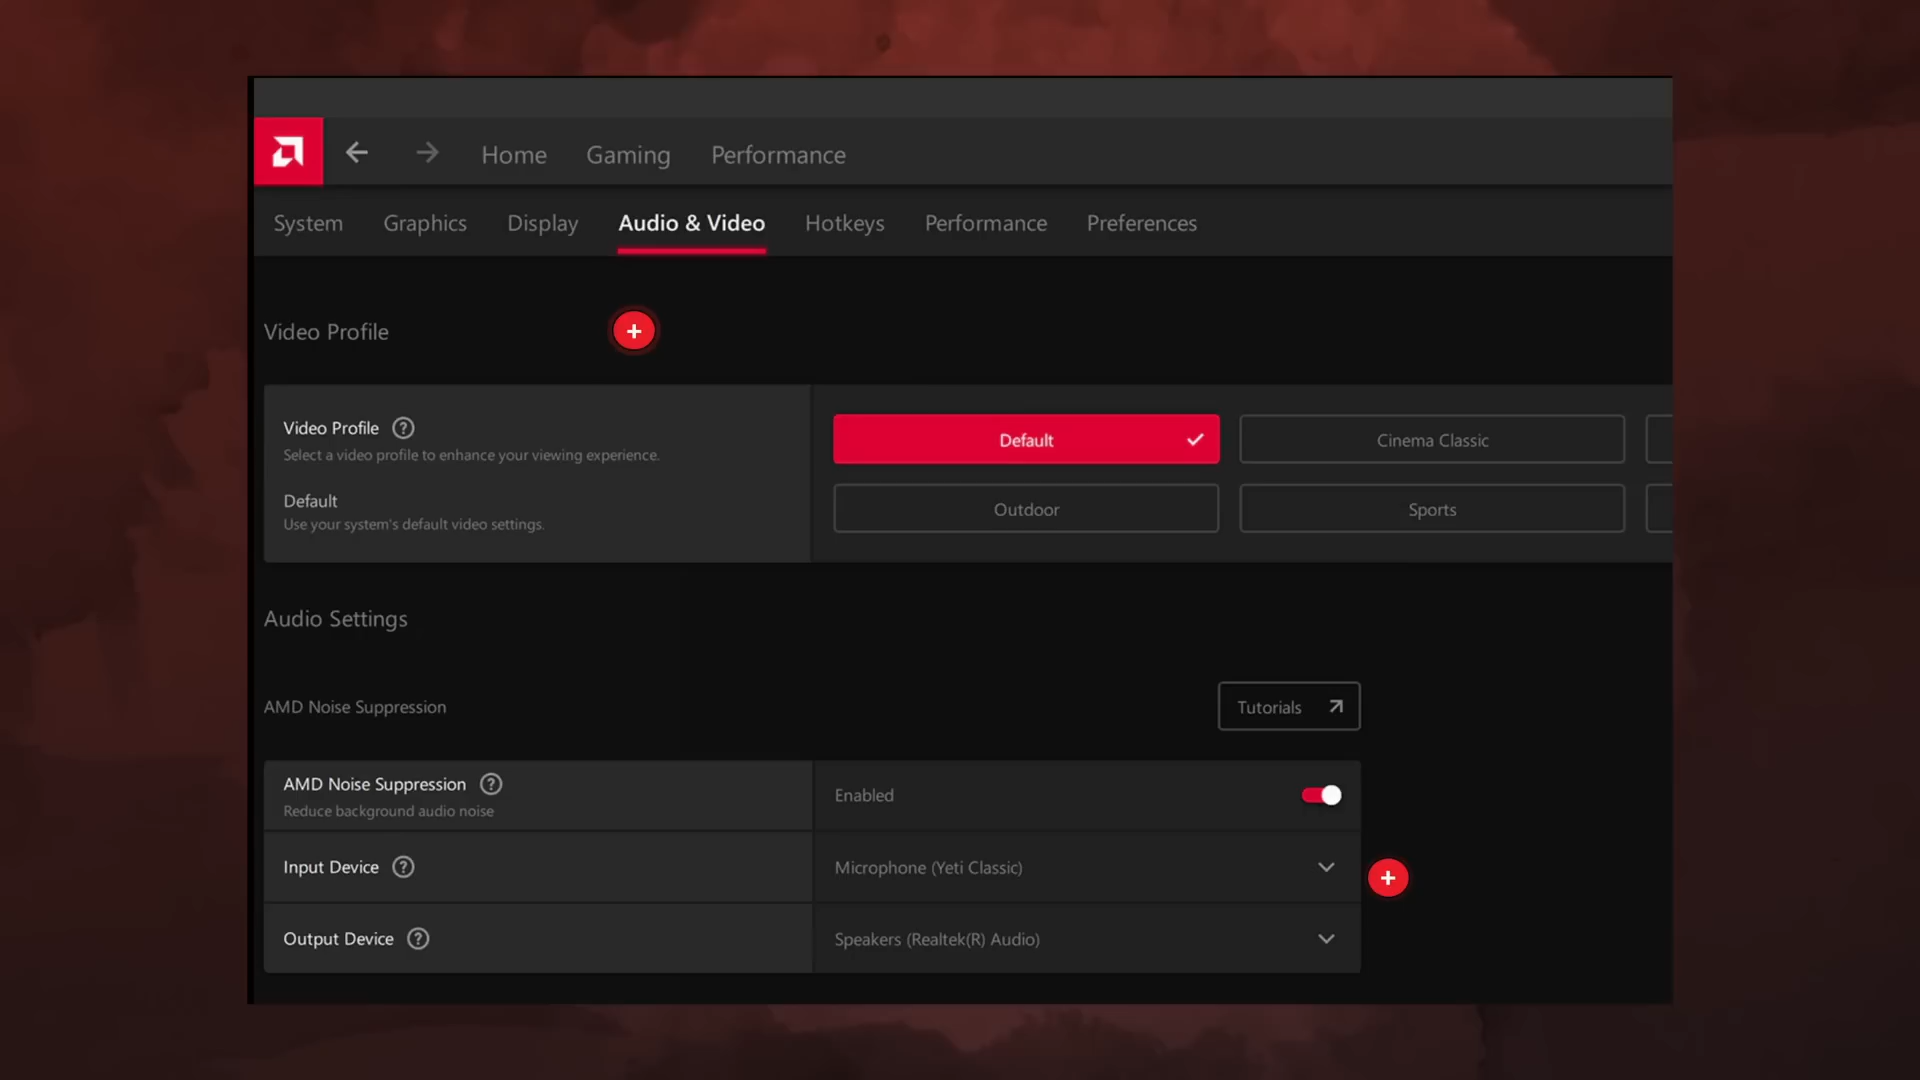 Home Gaming Performance
System Graphics Display Audio & Video Hotkeys Performance Preferences
Video Profile
Video Profile
Select a video profile to enhance your viewing experience.
Default
Use your system's default video settings.
Default
Cinema Classic
Outdoor
Sports
Audio Settings
AMD Noise Suppression
Tutorials
AMD Noise Suppression
Reduce background audio noise
Enabled
Input Device
Microphone (Yeti Classic)
Output Device
Speakers (Realtek(R) Audio)